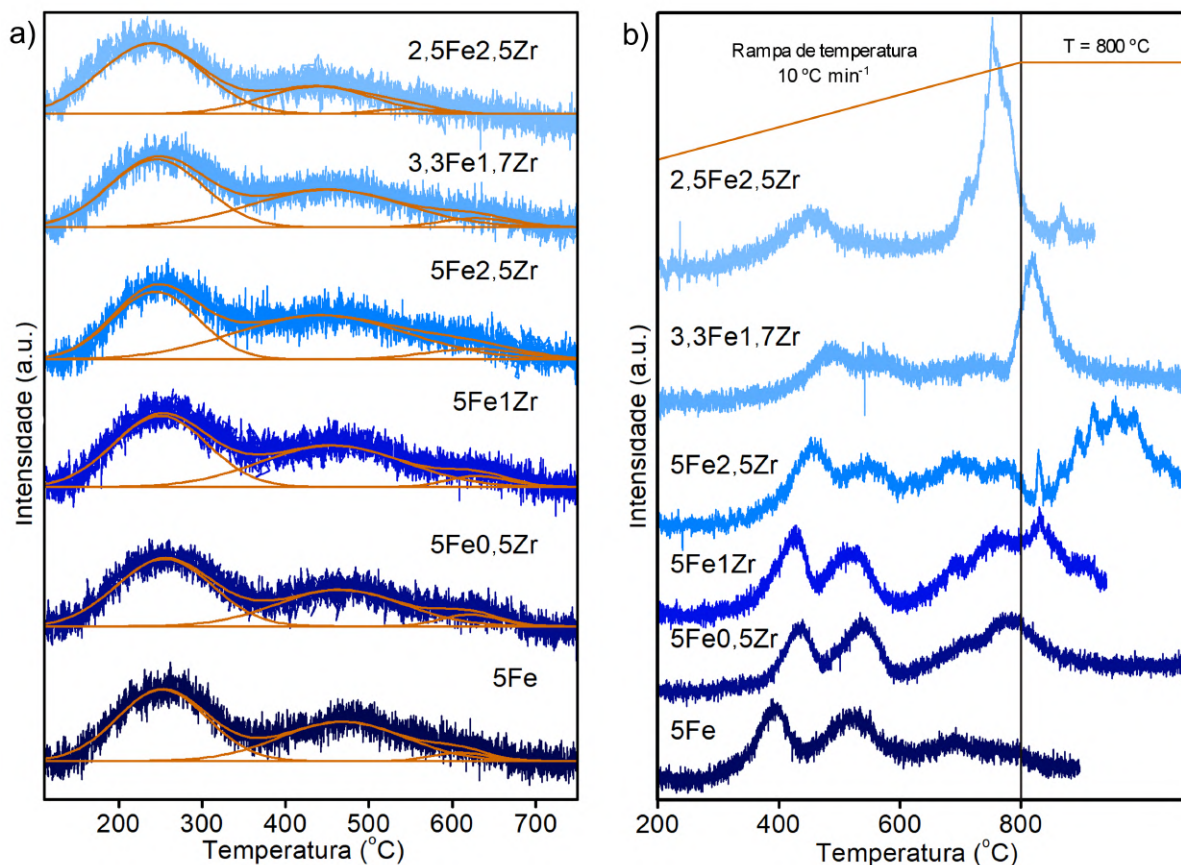 a)
2,5Fe2,5Zr
3,3Fe1,7Zr
5Fe2,5Zr
5Fe1Zr
5Fe0,5Zr
5Fe
Intensidade (a.u.)
200 300 400 500 600 700
Temperatura (°C)
b)
Rampa de temperatura
10 °C min⁻¹
T = 800 °C
2,5Fe2,5Zr
3,3Fe1,7Zr
5Fe2,5Zr
5Fe1Zr
5Fe0,5Zr
5Fe
Intensidade (a.u.)
200 400 600 800
Temperatura (°C)